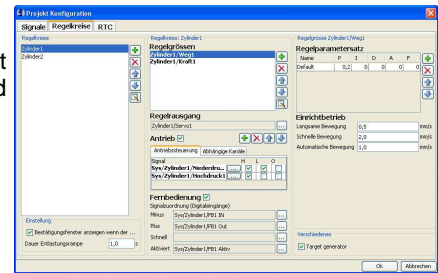 t
d
Projekt Konfiguration
Signale Regelkreise RTC
Regelkreise
Zylinder1
Zylinder2
Einstellung
Bestätigungsfenster anzeigen wenn der ...
Dauer Entlastungsrampe 1,0 s
Regelkreise: Zylinder1
Regelgrössen
Zylinder1/Weg1
Zylinder1/Kraft1
Regelausgang
Zylinder1/Servo1 ...
Antrieb
Antriebssteuerung Abhängige Kanäle
Signal H L O
Sys/Zylinder1/Niederdru... ...
Sys/Zylinder1/Hochdruck1 ...
Fernbedienung
Signalzuordnung (Digitaleingänge)
Minus Sys/Zylinder1/FB1 IN ...
Plus Sys/Zylinder1/FB1 Out ...
Schnell ...
Aktiviert Sys/Zylinder1/FB1 Aktiv ...
Regelgrösse Zylinder1/Weg1
Regelparametersatz
Name P I D A F
Default 0,2 0 0 0 0
Einrichtbetrieb
Langsame Bewegung 0,5 mm/s
Schnelle Bewegung 2,0 mm/s
Automatische Bewegung 1,0 mm/s
Verschiedenes
Target generator
Ok Abbrechen